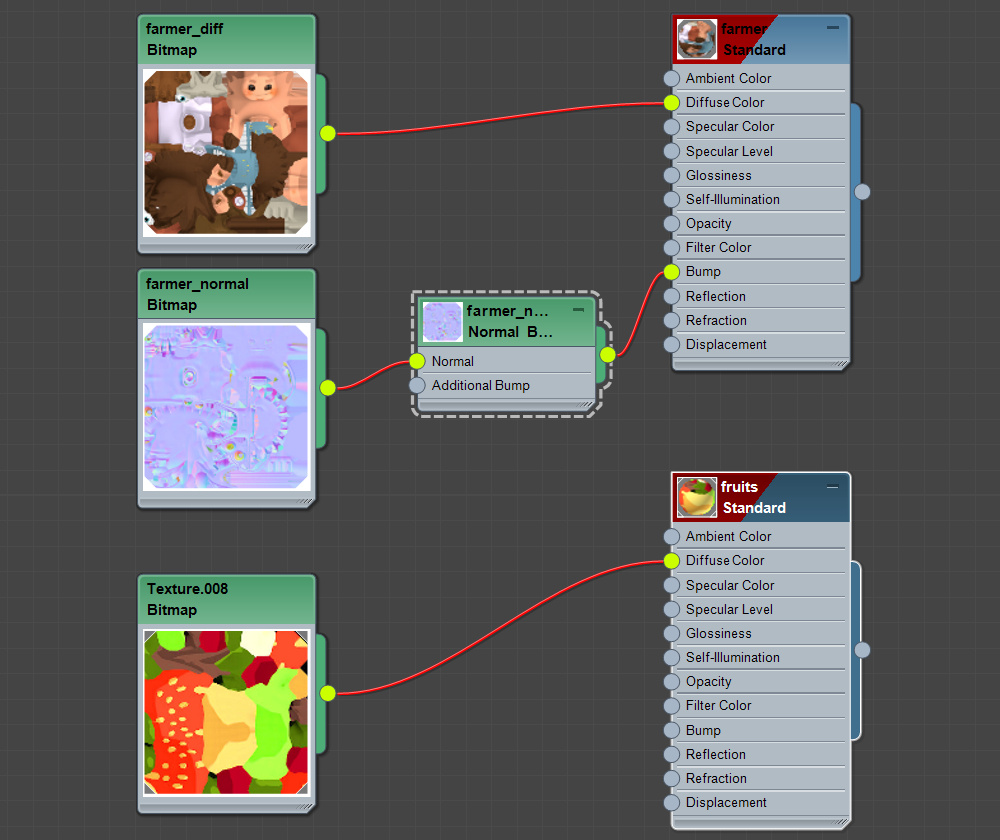 farmer_diff
Bitmap
farmer_normal
Bitmap
farmer_n...
Normal B...
Normal
Additional Bump
farmer
Standard
Ambient Color
Diffuse Color
Specular Color
Specular Level
Glossiness
Self-Illumination
Opacity
Filter Color
Bump
Reflection
Refraction
Displacement
Texture.008
Bitmap
fruits
Standard
Ambient Color
Diffuse Color
Specular Color
Specular Level
Glossiness
Self-Illumination
Opacity
Filter Color
Bump
Reflection
Refraction
Displacement